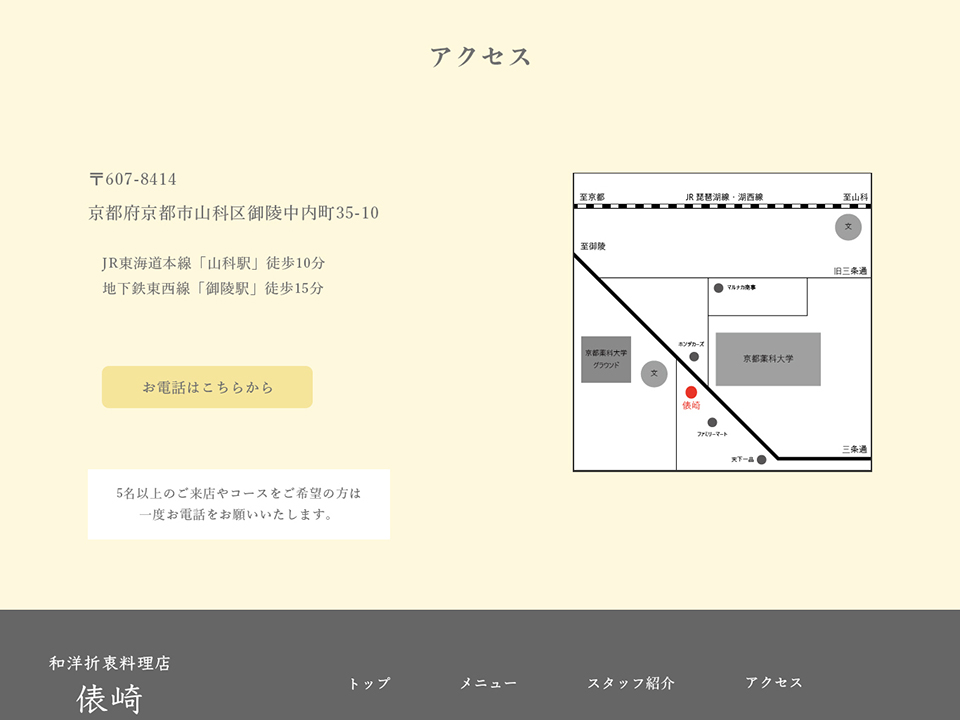 アクセス
〒607-8414
京都府京都市山科区御陵中内町35-10
JR東海道本線「山科駅」徒歩10分
地下鉄東西線「御陵駅」徒歩15分
お電話はこちらから
5名以上のご来店やコースをご希望の方は
一度お電話をお願いいたします。
至京都
JR 琵琶湖線・湖西線
至山科
文
至御陵
旧三条通
マルナカ商事
ホンダカーズ
京都薬科大学
グラウンド
文
京都薬科大学
俵崎
ファミリーマート
三条通
天下一品
和洋折衷料理店
俵崎
トップ
メニュー
スタッフ紹介
アクセス